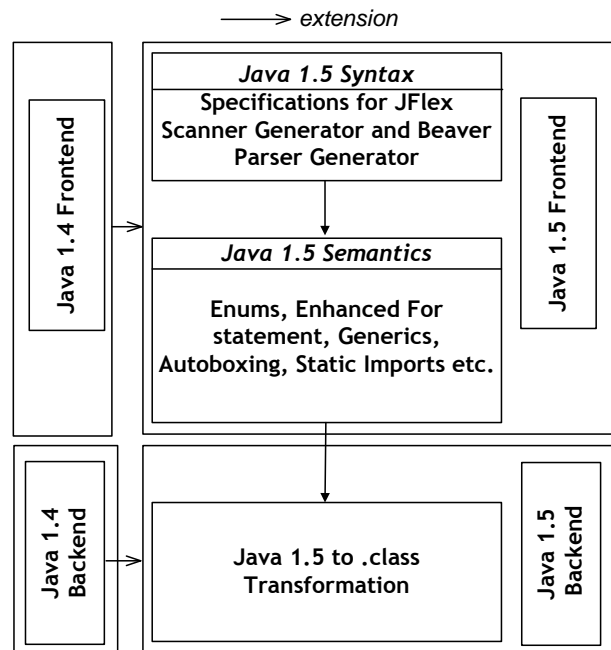 extension
Java 1.5 Syntax
Specifications for JFlex
Scanner Generator and Beaver
Parser Generator
Java 1.4 Frontend
Java 1.5 Frontend
Java 1.5 Semantics
Enums, Enhanced For
statement, Generics,
Autoboxing, Static Imports etc.
Java 1.4
Backend
Java 1.5 to .class
Transformation
Java 1.5
Backend